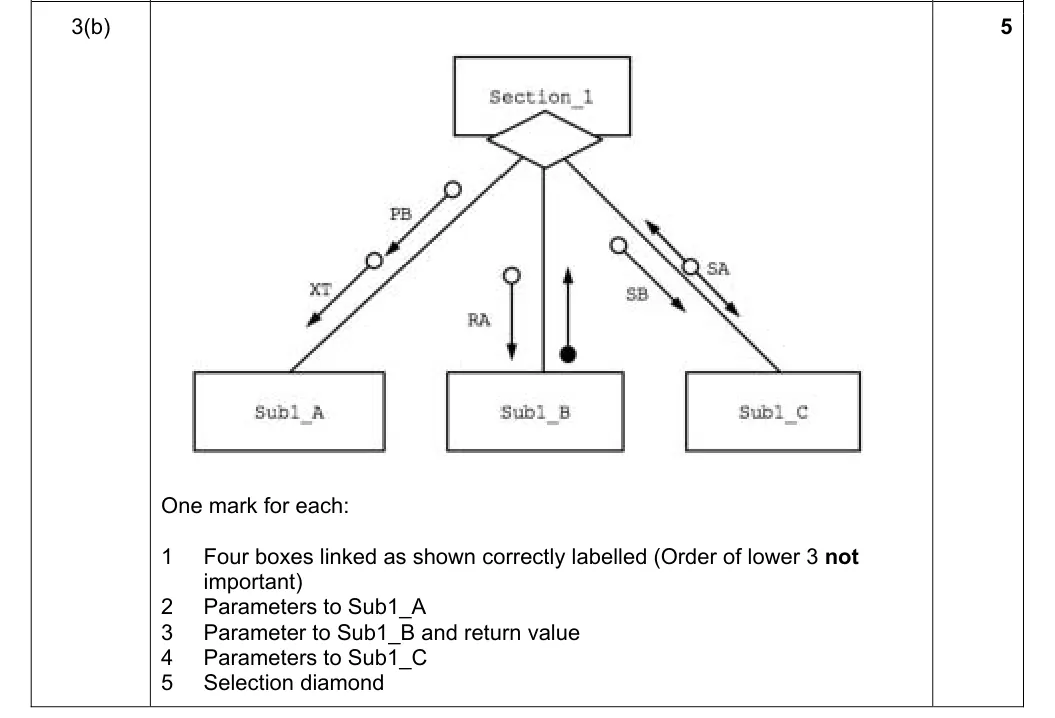 3(b)
5
Section_1
PB
XT
RA
SB
SA
Sub1_A
Sub1_B
Sub1_C
One mark for each:
1 Four boxes linked as shown correctly labelled (Order of lower 3 not
important)
2 Parameters to Sub1_A
3 Parameter to Sub1_B and return value
4 Parameters to Sub1_C
5 Selection diamond